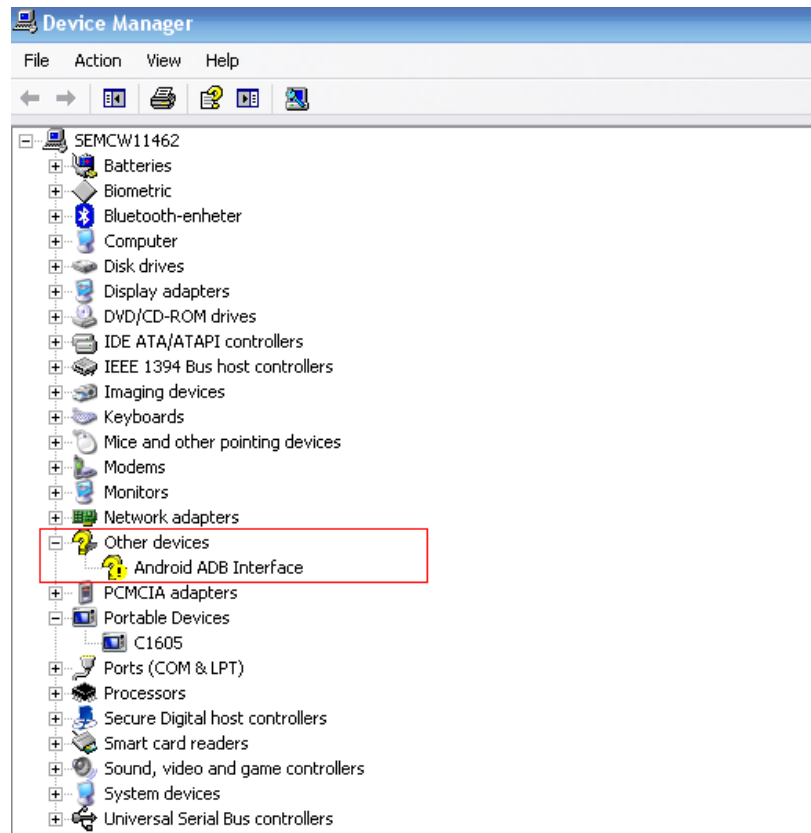 Device Manager
File Action View Help
SEMCW11462
Batteries
Biometric
Bluetooth-enheter
Computer
Disk drives
Display adapters
DVD/CD-ROM drives
IDE ATA/ATAPI controllers
IEEE 1394 Bus host controllers
Imaging devices
Keyboards
Mice and other pointing devices
Modems
Monitors
Network adapters
Other devices
Android ADB Interface
PCMCIA adapters
Portable Devices
C1605
Ports (COM & LPT)
Processors
Secure Digital host controllers
Smart card readers
Sound, video and game controllers
System devices
Universal Serial Bus controllers